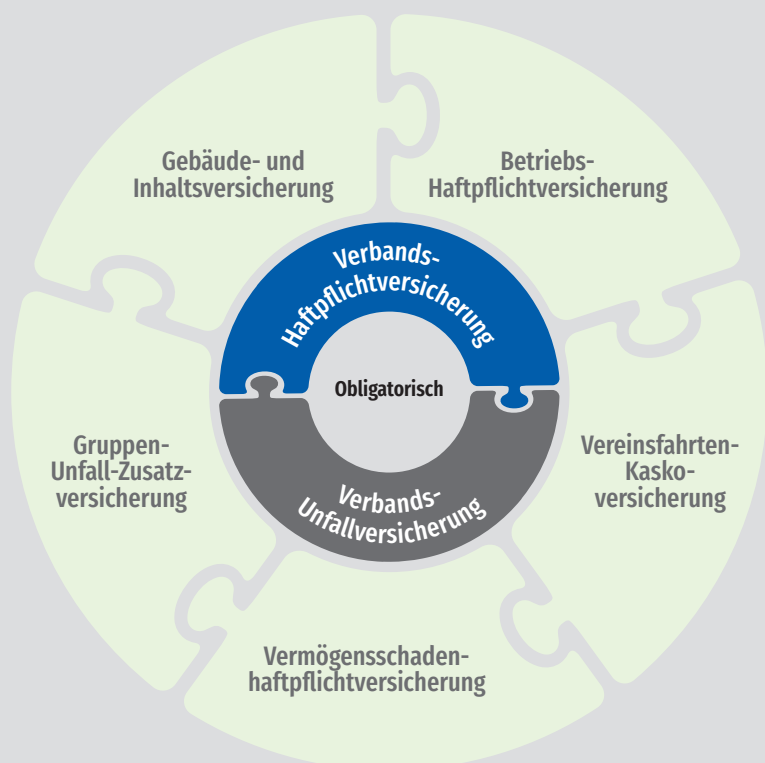 Gebäude- und
Inhaltsversicherung
Betriebs-
Haftpflichtversicherung
Verbands-
Haftpflichtversicherung
Obligatorisch
Verbands-
Unfallversicherung
Gruppen-
Unfall-Zusatz-
versicherung
Vereinsfahrten-
Kasko-
versicherung
Vermögensschaden-
haftpflichtversicherung